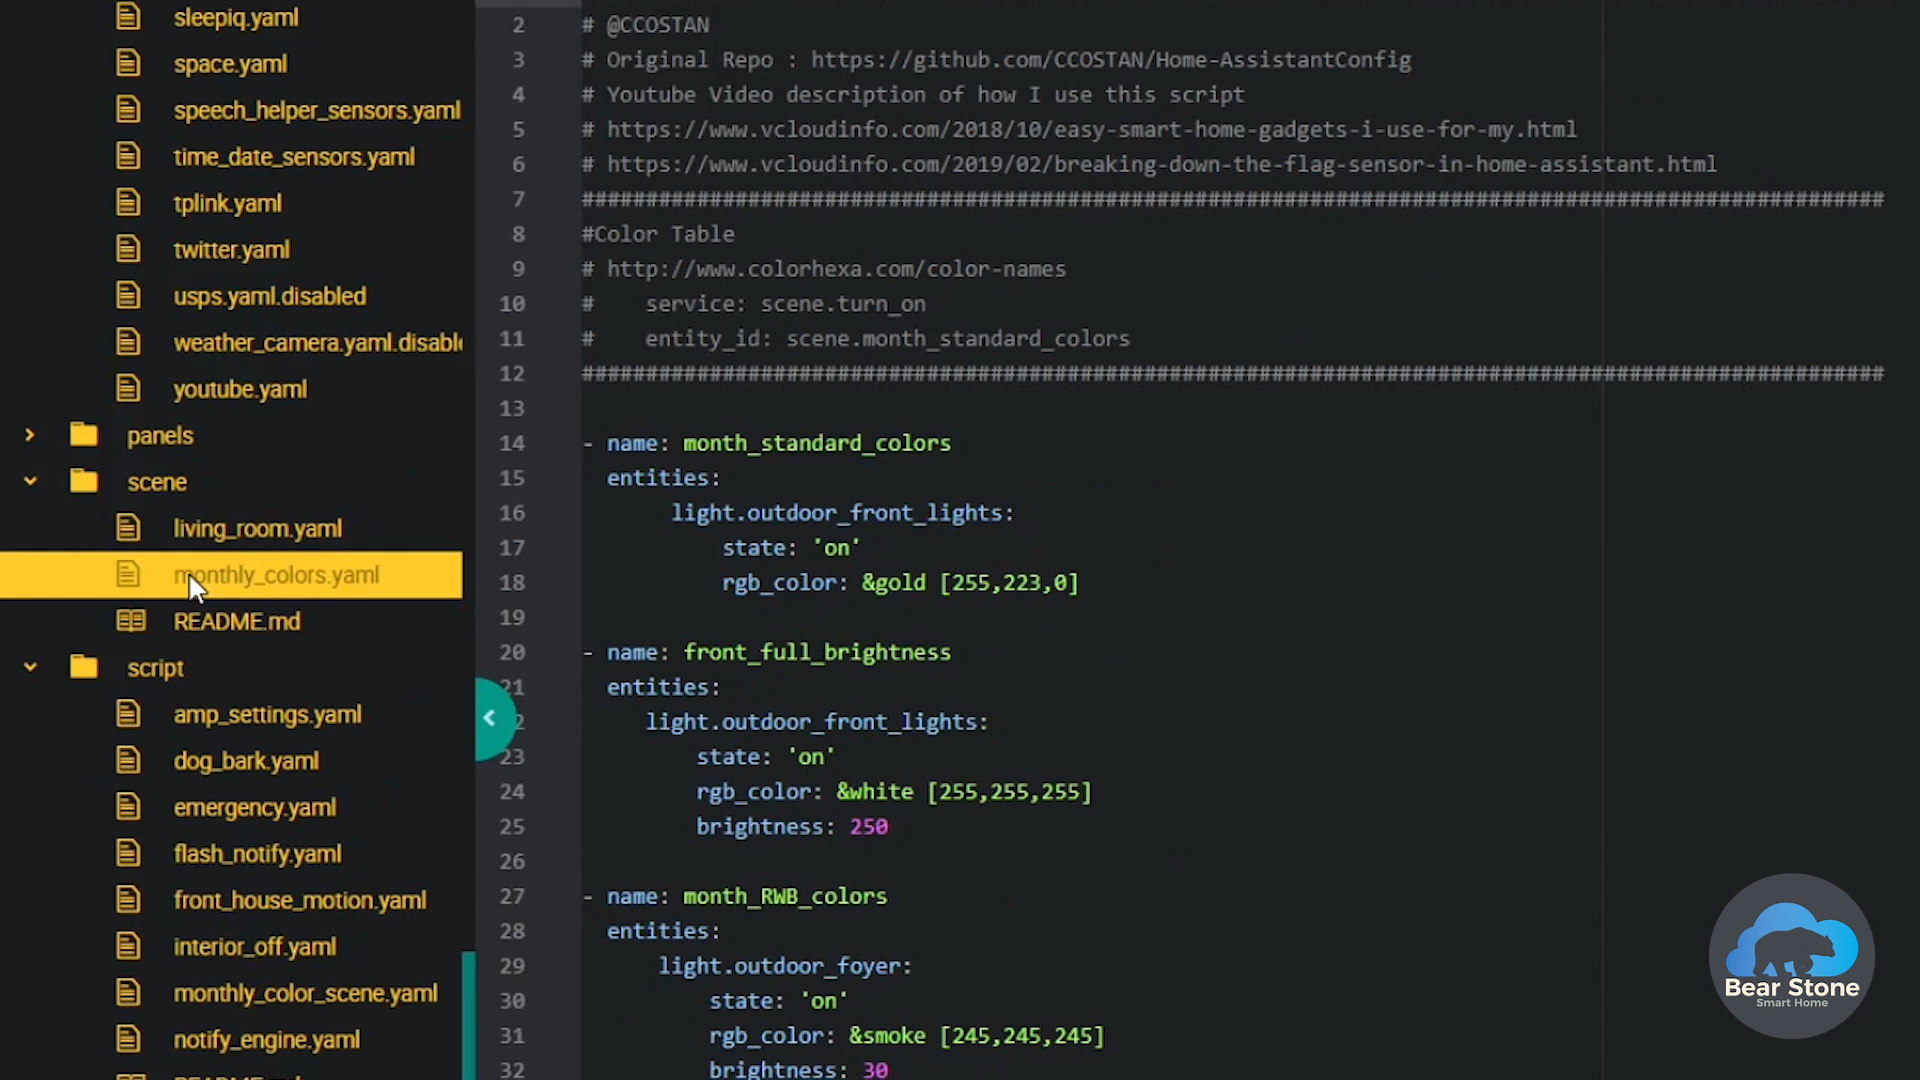 sleepiq.yaml
space.yaml
speech_helper_sensors.yaml
time_date_sensors.yaml
tplink.yaml
twitter.yaml
usps.yaml.disabled
weather_camera.yaml.disable
youtube.yaml
panels
scene
living_room.yaml
monthly_colors.yaml
README.md
script
amp_settings.yaml
dog_bark.yaml
emergency.yaml
flash_notify.yaml
front_house_motion.yaml
interior_off.yaml
monthly_color_scene.yaml
notify_engine.yaml
2 # @CCOSTAN
3 # Original Repo : https://github.com/CCOSTAN/Home-AssistantConfig
4 # Youtube Video description of how I use this script
5 # https://www.vcloudinfo.com/2018/10/easy-smart-home-gadgets-i-use-for-my.html
6 # https://www.vcloudinfo.com/2019/02/breaking-down-the-flag-sensor-in-home-assistant.html
7 ######################################################################################################
8 #Color Table
9 # http://www.colorhexa.com/color-names
10 #    service: scene.turn_on
11 #    entity_id: scene.month_standard_colors
12 ######################################################################################################
13
14 - name: month_standard_colors
15   entities:
16        light.outdoor_front_lights:
17            state: 'on'
18            rgb_color: &gold [255,223,0]
19
20 - name: front_full_brightness
21   entities:
2      light.outdoor_front_lights:
23          state: 'on'
24          rgb_color: &white [255,255,255]
25          brightness: 250
26
27 - name: month_RWB_colors
28   entities:
29       light.outdoor_foyer:
30           state: 'on'
31           rgb_color: &smoke [245,245,245]
32           brightness: 30
Bear Stone
Smart Home